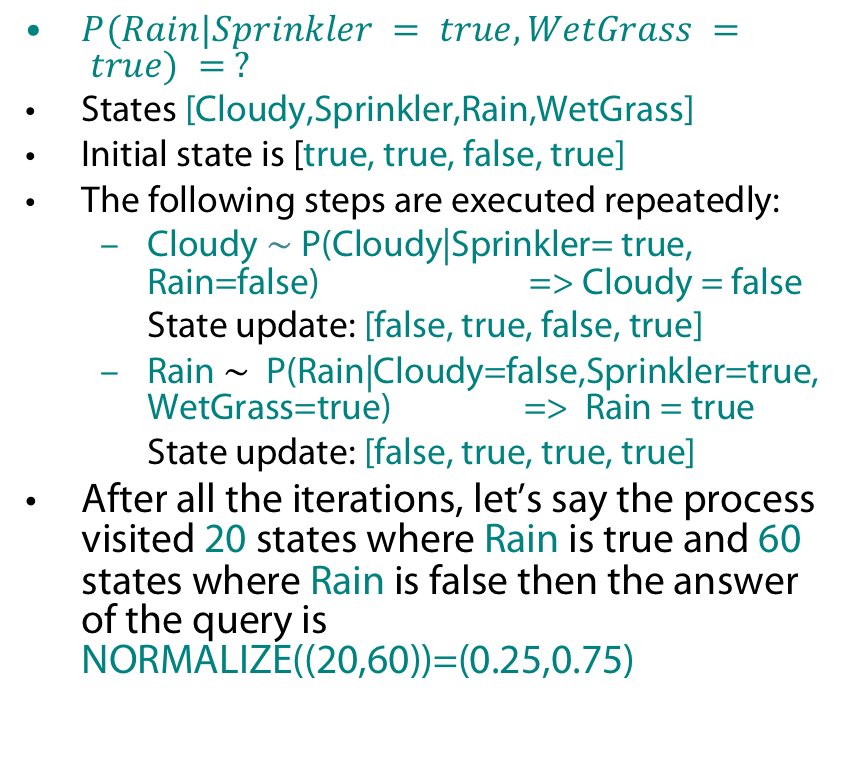 • P(Rain|Sprinkler = true, WetGrass =
true) = ?
• States [Cloudy,Sprinkler,Rain,WetGrass]
• Initial state is [true, true, false, true]
• The following steps are executed repeatedly:
– Cloudy ~ P(Cloudy|Sprinkler= true,
Rain=false) => Cloudy = false
State update: [false, true, false, true]
– Rain ~ P(Rain|Cloudy=false,Sprinkler=true,
WetGrass=true) => Rain = true
State update: [false, true, true, true]
• After all the iterations, let’s say the process
visited 20 states where Rain is true and 60
states where Rain is false then the answer
of the query is
NORMALIZE((20,60))=(0.25,0.75)